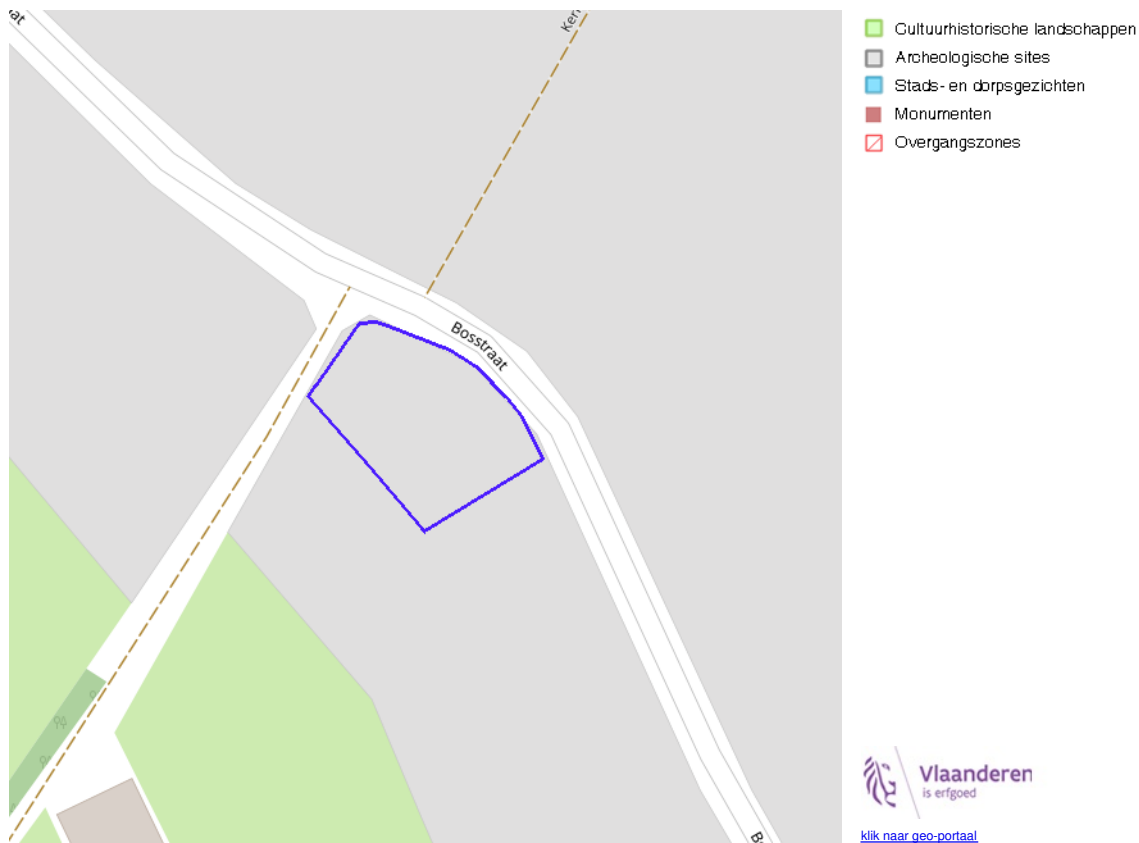 Bosstraat
Cultuurhistorische landschappen
Archeologische sites
Stads- en dorpsgezichten
Monumenten
Overgangszones
Vlaanderen
is erfgoed
klik naar geo-portaal